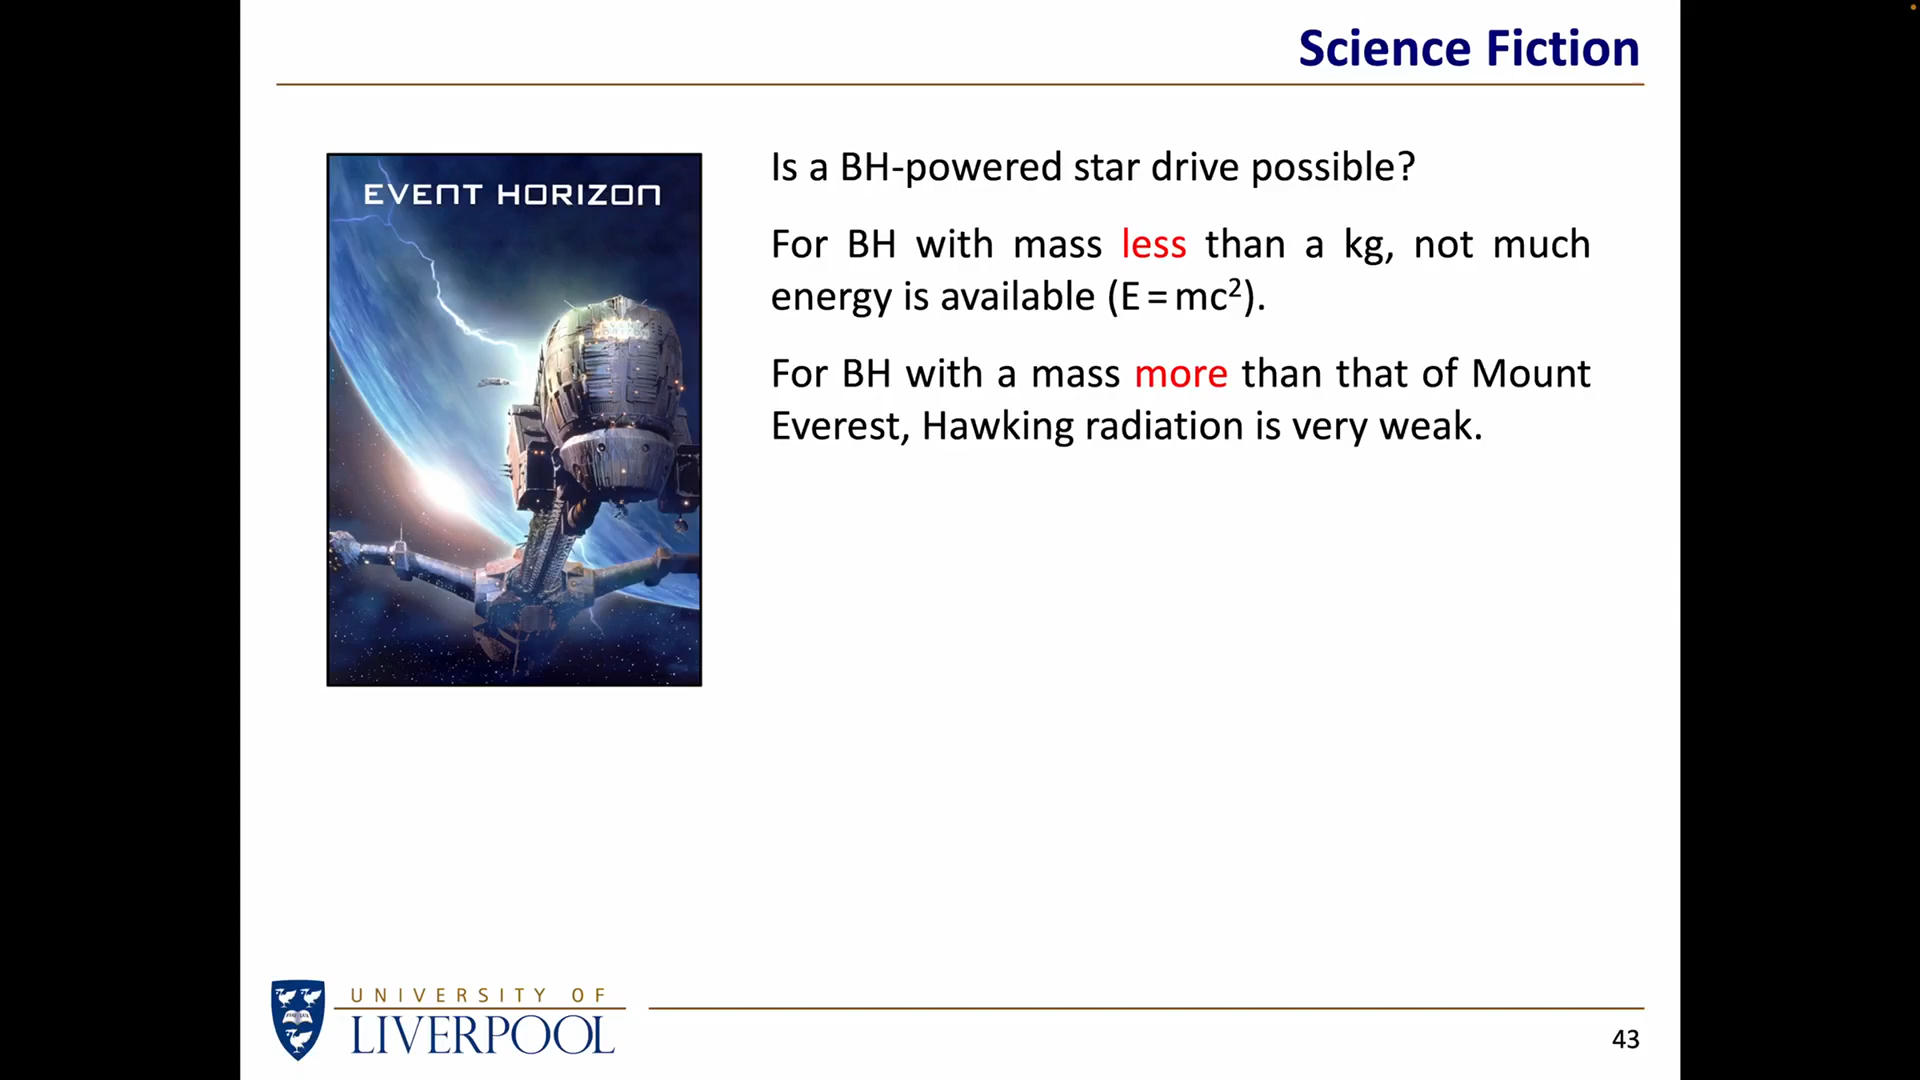 Science Fiction
EVENT HORIZON
Is a BH-powered star drive possible?
For BH with mass less than a kg, not much
energy is available (E = mc²).
For BH with a mass more than that of Mount
Everest, Hawking radiation is very weak.
UNIVERSITY OF
LIVERPOOL
43